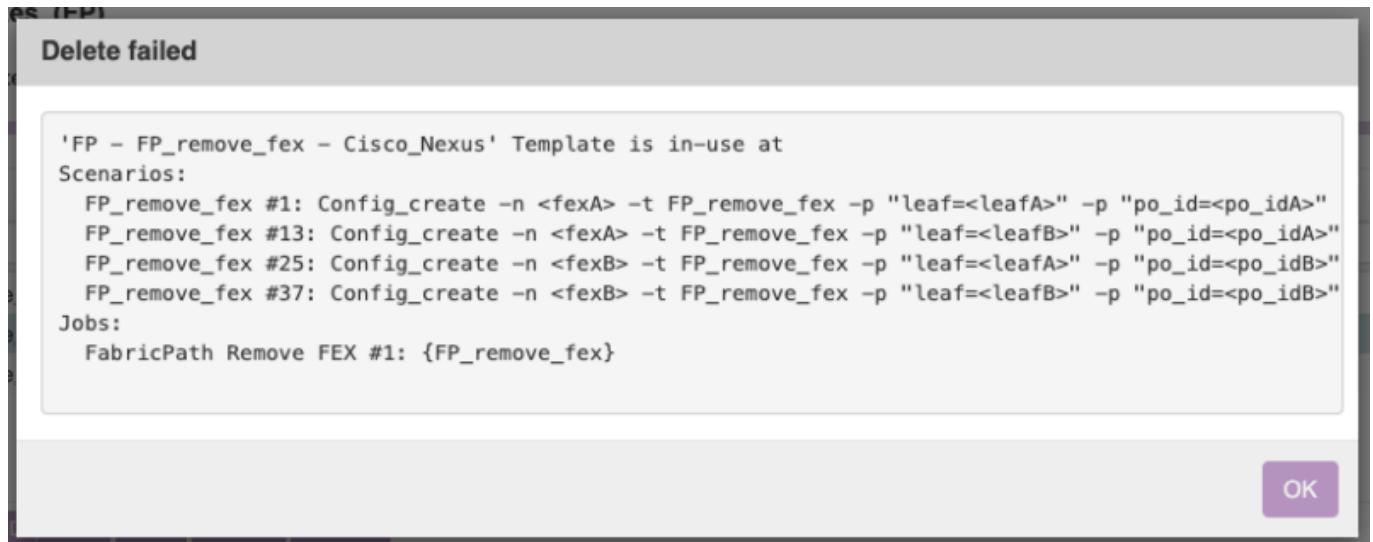 es (FP)
Delete failed
'FP – FP_remove_fex – Cisco_Nexus' Template is in-use at
Scenarios:
FP_remove_fex #1: Config_create –n <fexA> –t FP_remove_fex –p "leaf=<leafA>" –p "po_id=<po_idA>"
FP_remove_fex #13: Config_create –n <fexA> –t FP_remove_fex –p "leaf=<leafB>" –p "po_id=<po_idA>"
FP_remove_fex #25: Config_create –n <fexB> –t FP_remove_fex –p "leaf=<leafA>" –p "po_id=<po_idB>"
FP_remove_fex #37: Config_create –n <fexB> –t FP_remove_fex –p "leaf=<leafB>" –p "po_id=<po_idB>"
Jobs:
FabricPath Remove FEX #1: {FP_remove_fex}
OK